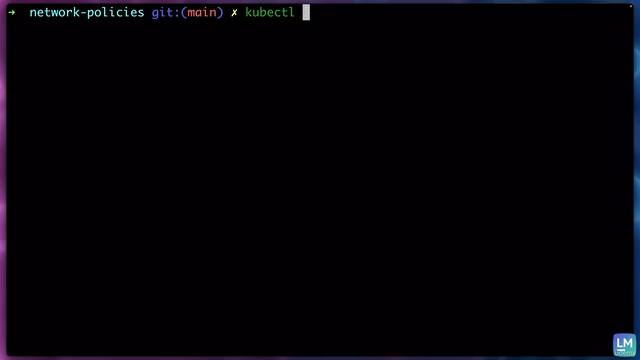 ➜ network-policies git:(main) ✗ kubectl
LM